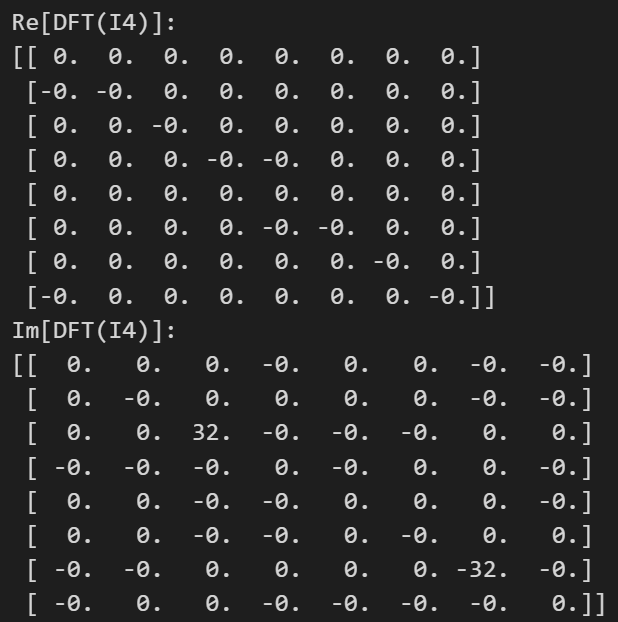 Re[DFT(I4)]:
[[ 0.  0.  0.  0.  0.  0.  0.  0.]
 [-0. -0.  0.  0.  0.  0.  0.  0.]
 [ 0.  0. -0.  0.  0.  0.  0.  0.]
 [ 0.  0.  0. -0. -0.  0.  0.  0.]
 [ 0.  0.  0.  0.  0.  0.  0.  0.]
 [ 0.  0.  0.  0. -0. -0.  0.  0.]
 [ 0.  0.  0.  0.  0.  0. -0.  0.]
 [-0.  0.  0.  0.  0.  0.  0. -0.]]
Im[DFT(I4)]:
[[  0.   0.   0.  -0.   0.   0.  -0.  -0.]
 [  0.  -0.   0.   0.   0.   0.  -0.  -0.]
 [  0.   0.  32.  -0.  -0.  -0.   0.   0.]
 [ -0.  -0.  -0.   0.  -0.   0.   0.  -0.]
 [  0.   0.  -0.  -0.   0.   0.   0.  -0.]
 [  0.   0.  -0.  -0.   0.  -0.   0.   0.]
 [ -0.  -0.   0.   0.   0.   0. -32.  -0.]
 [ -0.   0.   0.  -0.  -0.  -0.  -0.   0.]]